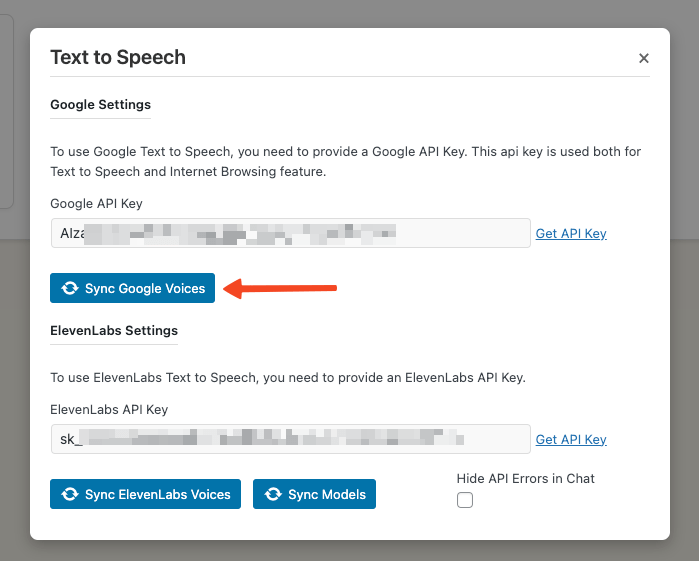 Text to Speech
Google Settings
To use Google Text to Speech, you need to provide a Google API Key. This api key is used both for
Text to Speech and Internet Browsing feature.
Google API Key
AIza
Get API Key
Sync Google Voices
ElevenLabs Settings
To use ElevenLabs Text to Speech, you need to provide an ElevenLabs API Key.
ElevenLabs API Key
sk_
Get API Key
Sync ElevenLabs Voices
Sync Models
Hide API Errors in Chat